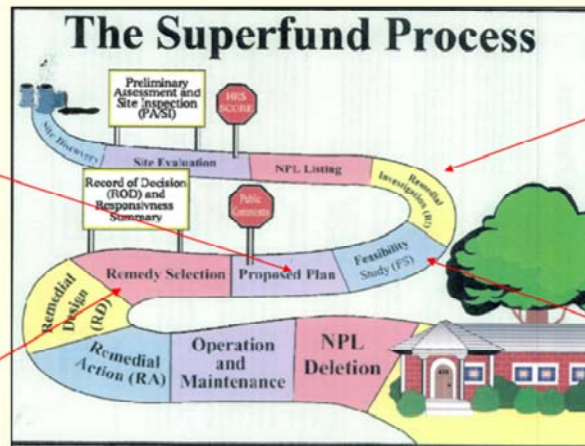 The Superfund Process
Preliminary
Assessment and
Site Inspection
(PA/SI)
HRS
SCORE
Site Discovery
Site Evaluation
NPL Listing
Remedial
Investigation (RI)
Record of Decision
(ROD) and
Responsivness
Summary
Public
Comments
Feasibility
Study (FS)
Proposed Plan
Remedy Selection
Remedial
Design
(RD)
Remedial
Action (RA)
Operation
and
Maintenance
NPL
Deletion